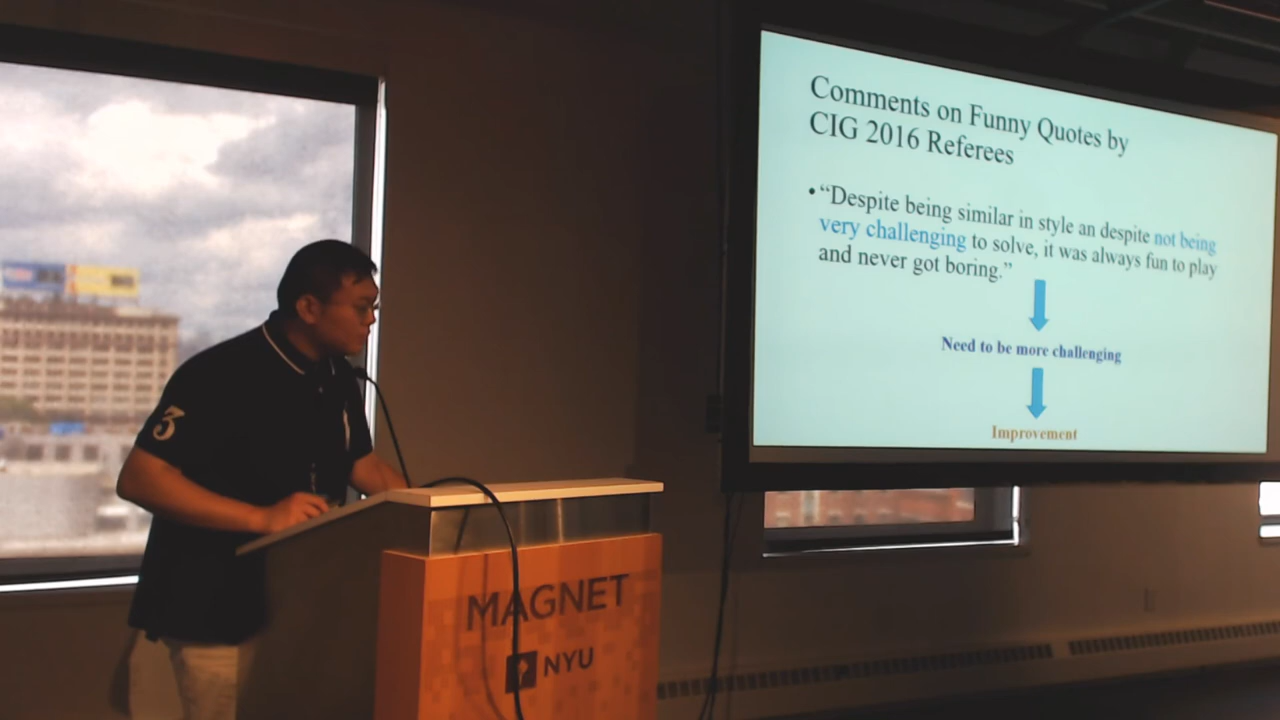 Comments on Funny Quotes by
CIG 2016 Referees
•“Despite being similar in style an despite not being
very challenging to solve, it was always fun to play
and never got boring.”
Need to be more challenging
Improvement
3
MAGNET
NYU